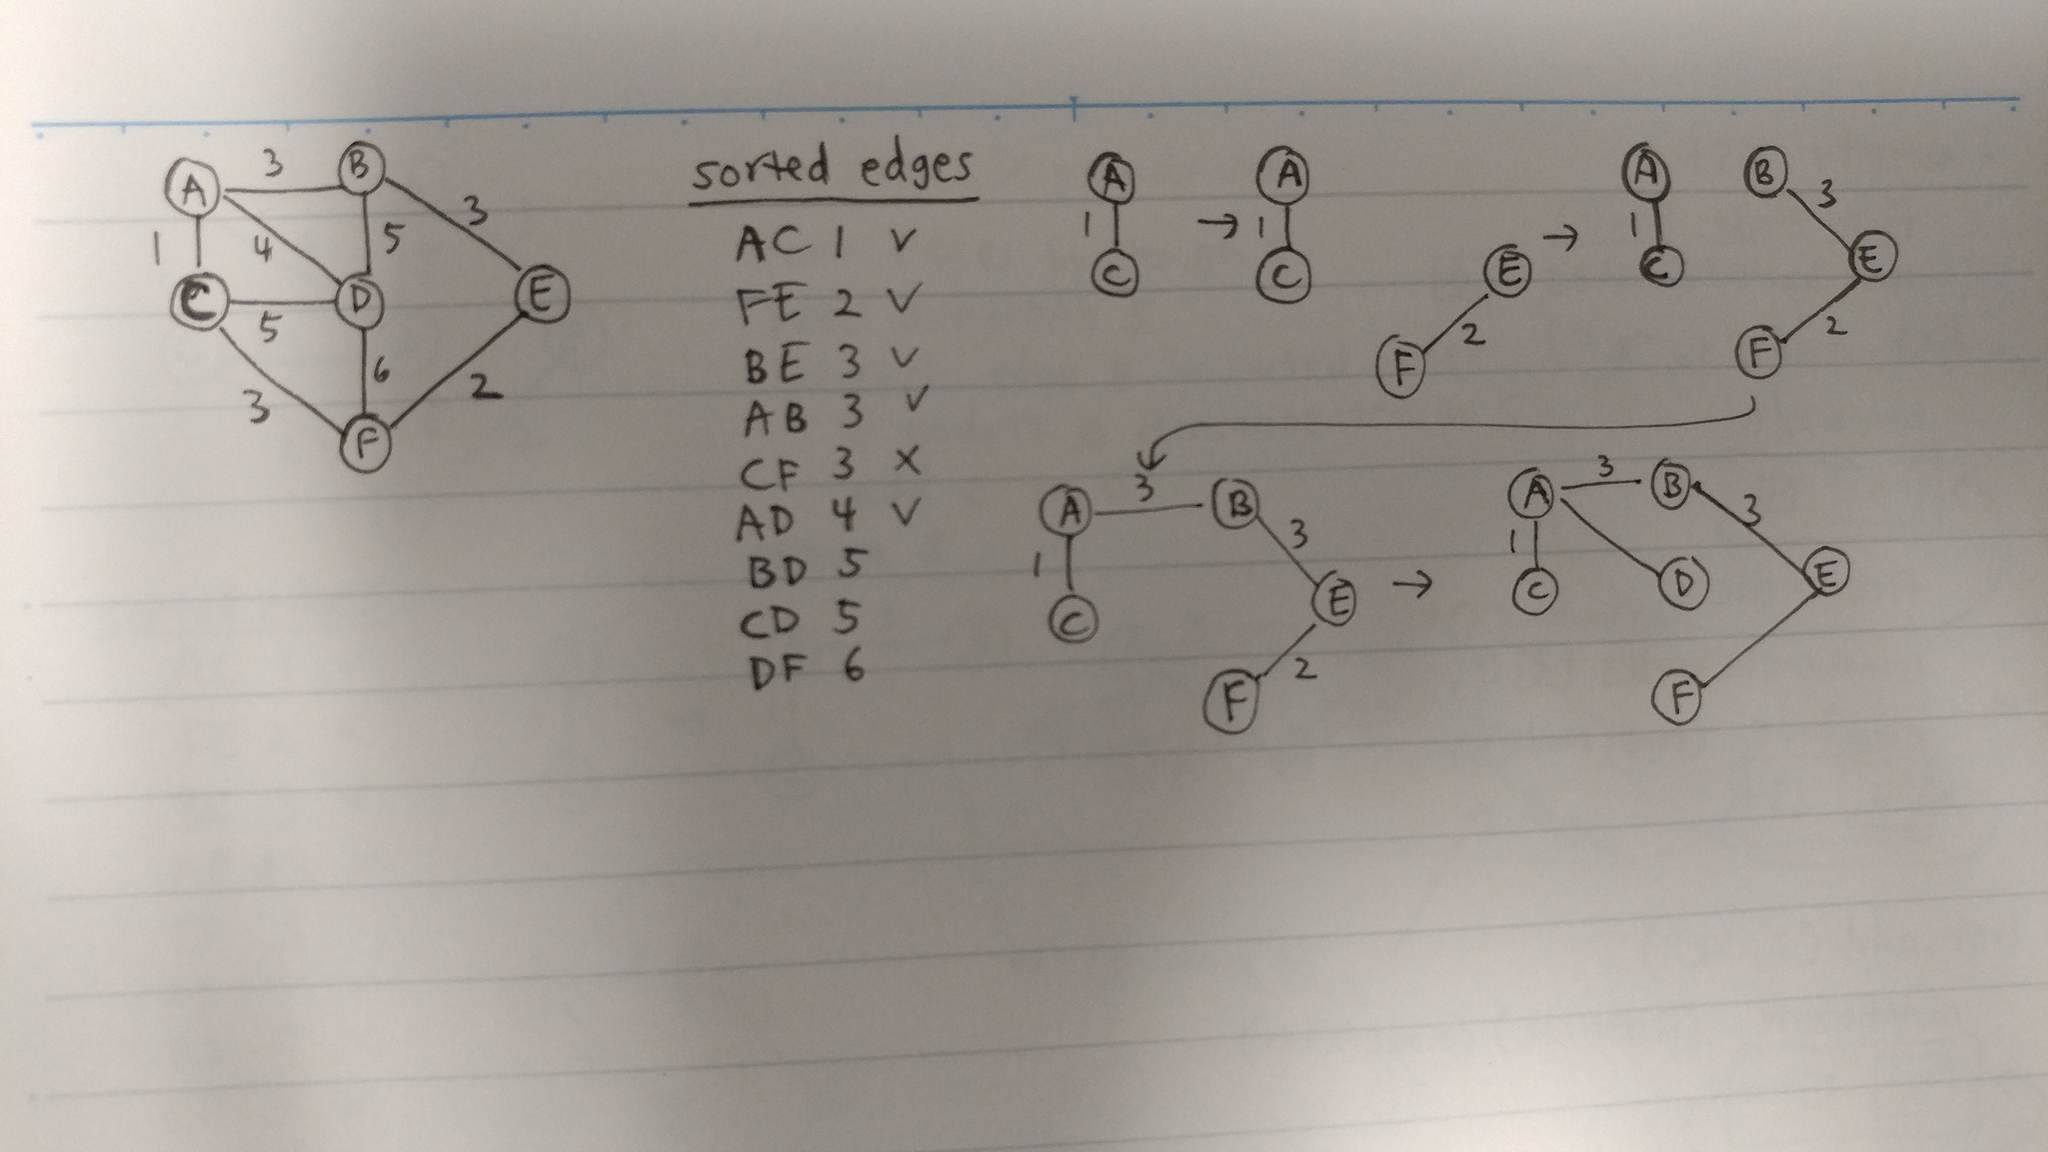 A 3 B
3
1 4 5
C 5 D E
6
3 2
F
sorted edges
AC 1 v
FE 2 v
BE 3 v
AB 3 v
CF 3 x
AD 4 v
BD 5
CD 5
DF 6
A
1
C
→
A
1
C
E
2
F
→
A
1
C
B
3
E
2
F
A 3 B
1 3
C E
2
F
→
A 3 B
1 3
C D E
F